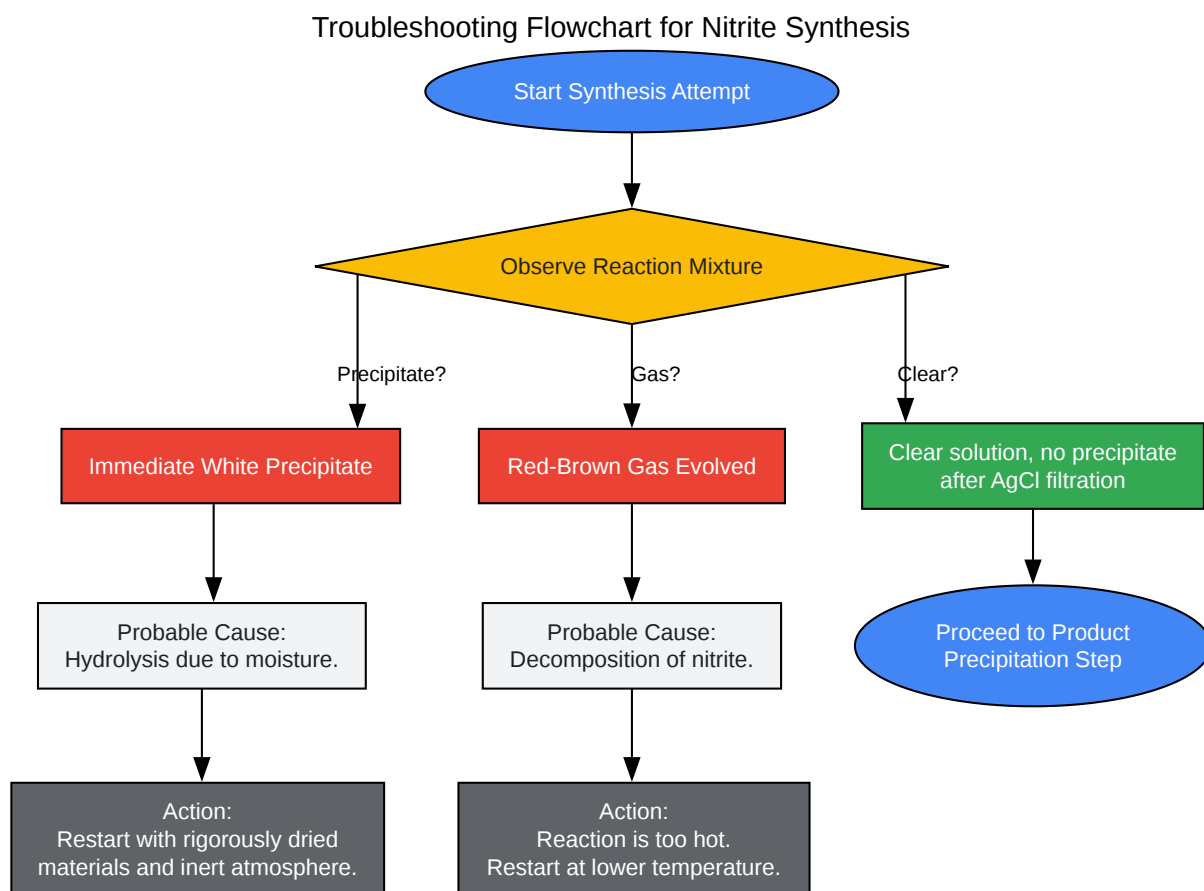 Troubleshooting Flowchart for Nitrite Synthesis
Start Synthesis Attempt
Observe Reaction Mixture
Precipitate?
Gas?
Clear?
Immediate White Precipitate
Red-Brown Gas Evolved
Clear solution, no precipitate
after AgCl filtration
Probable Cause:
Hydrolysis due to moisture.
Probable Cause:
Decomposition of nitrite.
Proceed to Product
Precipitation Step
Action:
Restart with rigorously dried
materials and inert atmosphere.
Action:
Reaction is too hot.
Restart at lower temperature.